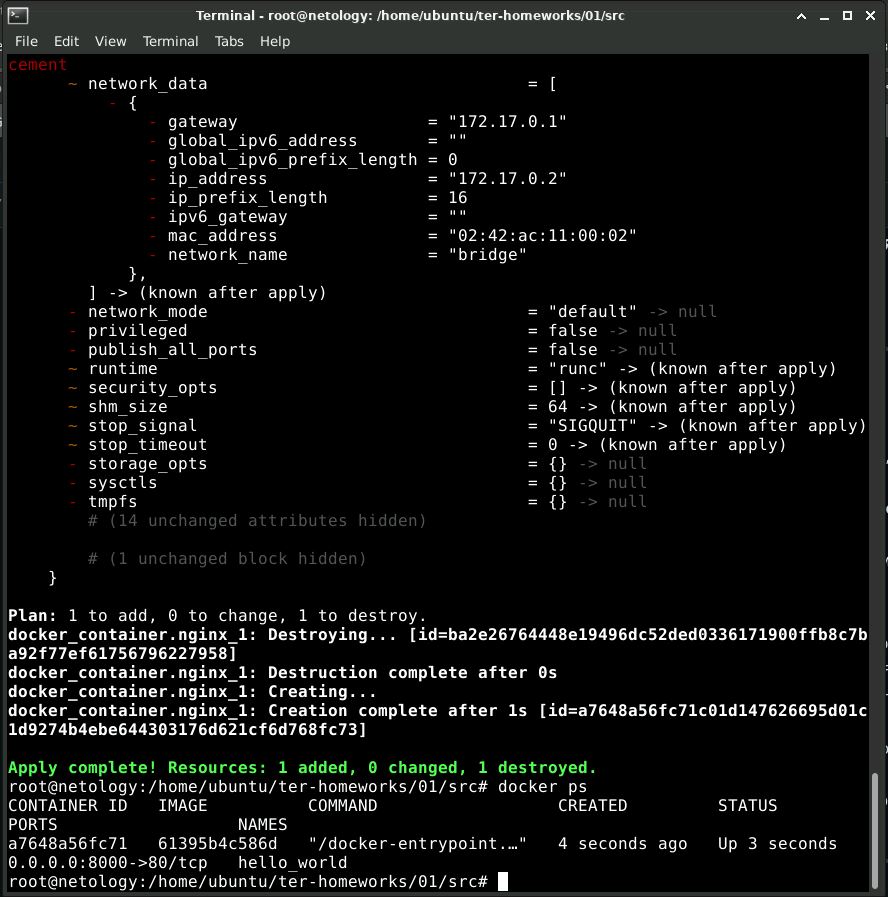 Terminal - root@netology: /home/ubuntu/ter-homeworks/01/src
File Edit View Terminal Tabs Help
cement
      ~ network_data                                = [
          - {
              - gateway                   = "172.17.0.1"
              - global_ipv6_address       = ""
              - global_ipv6_prefix_length = 0
              - ip_address                = "172.17.0.2"
              - ip_prefix_length          = 16
              - ipv6_gateway              = ""
              - mac_address               = "02:42:ac:11:00:02"
              - network_name              = "bridge"
            },
        ] -> (known after apply)
      - network_mode                                = "default" -> null
      - privileged                                  = false -> null
      - publish_all_ports                           = false -> null
      ~ runtime                                     = "runc" -> (known after apply)
      ~ security_opts                               = [] -> (known after apply)
      ~ shm_size                                    = 64 -> (known after apply)
      ~ stop_signal                                 = "SIGQUIT" -> (known after apply)
      ~ stop_timeout                                = 0 -> (known after apply)
      - storage_opts                                = {} -> null
      - sysctls                                     = {} -> null
      - tmpfs                                       = {} -> null
        # (14 unchanged attributes hidden)
        # (1 unchanged block hidden)
    }
Plan: 1 to add, 0 to change, 1 to destroy.
docker_container.nginx_1: Destroying... [id=ba2e26764448e19496dc52ded0336171900ffb8c7b
a92f77ef61756796227958]
docker_container.nginx_1: Destruction complete after 0s
docker_container.nginx_1: Creating...
docker_container.nginx_1: Creation complete after 1s [id=a7648a56fc71c01d147626695d01c
1d9274b4ebe644303176d621cf6d768fc73]
Apply complete! Resources: 1 added, 0 changed, 1 destroyed.
root@netology:/home/ubuntu/ter-homeworks/01/src# docker ps
CONTAINER ID   IMAGE          COMMAND                  CREATED         STATUS
PORTS                  NAMES
a7648a56fc71   61395b4c586d   "/docker-entrypoint.…"   4 seconds ago   Up 3 seconds
0.0.0.0:8000->80/tcp   hello_world
root@netology:/home/ubuntu/ter-homeworks/01/src#